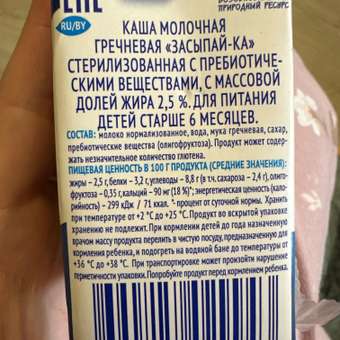 ПРИРОДНЫЙ РЕСУРС
RU/BY
КАША МОЛОЧНАЯ
ГРЕЧНЕВАЯ «ЗАСЫПАЙ-КА»
СТЕРИЛИЗОВАННАЯ С ПРЕБИОТИЧЕ-
СКИМИ ВЕЩЕСТВАМИ, С МАССОВОЙ
ДОЛЕЙ ЖИРА 2,5 %. ДЛЯ ПИТАНИЯ
ДЕТЕЙ СТАРШЕ 6 МЕСЯЦЕВ.
СОСТАВ: молоко нормализованное, вода, мука гречневая, сахар,
пребиотические вещества (олигофруктоза). Продукт может содер-
жать незначительное количество глютена.
ПИЩЕВАЯ ЦЕННОСТЬ В 100 Г ПРОДУКТА (СРЕДНИЕ ЗНАЧЕНИЯ):
жиры – 2,5 г, белки – 3,2 г, углеводы – 8,8 г (в т.ч. сахароза – 2,4 г), оли-
гофруктоза – 0,35 г, кальций – 90 мг (18 %)*; энергетическая ценность (кало-
рийность) – 299 кДж / 71 ккал. * - процент от суточной нормы. Хранить
при температуре от +2 °С до +25 °С. Продукт во вскрытой упаковке
хранению не подлежит. При кормлении детей до года назначенную
врачом массу продукта перелить в чистую посуду, предназначенную для
кормления ребенка, и подогреть на водяной бане до температуры от
+36 °С до +38 °С. При транспортировке может произойти нарушение
герметичности упаковки. Попробуйте продукт перед кормлением ребенка.